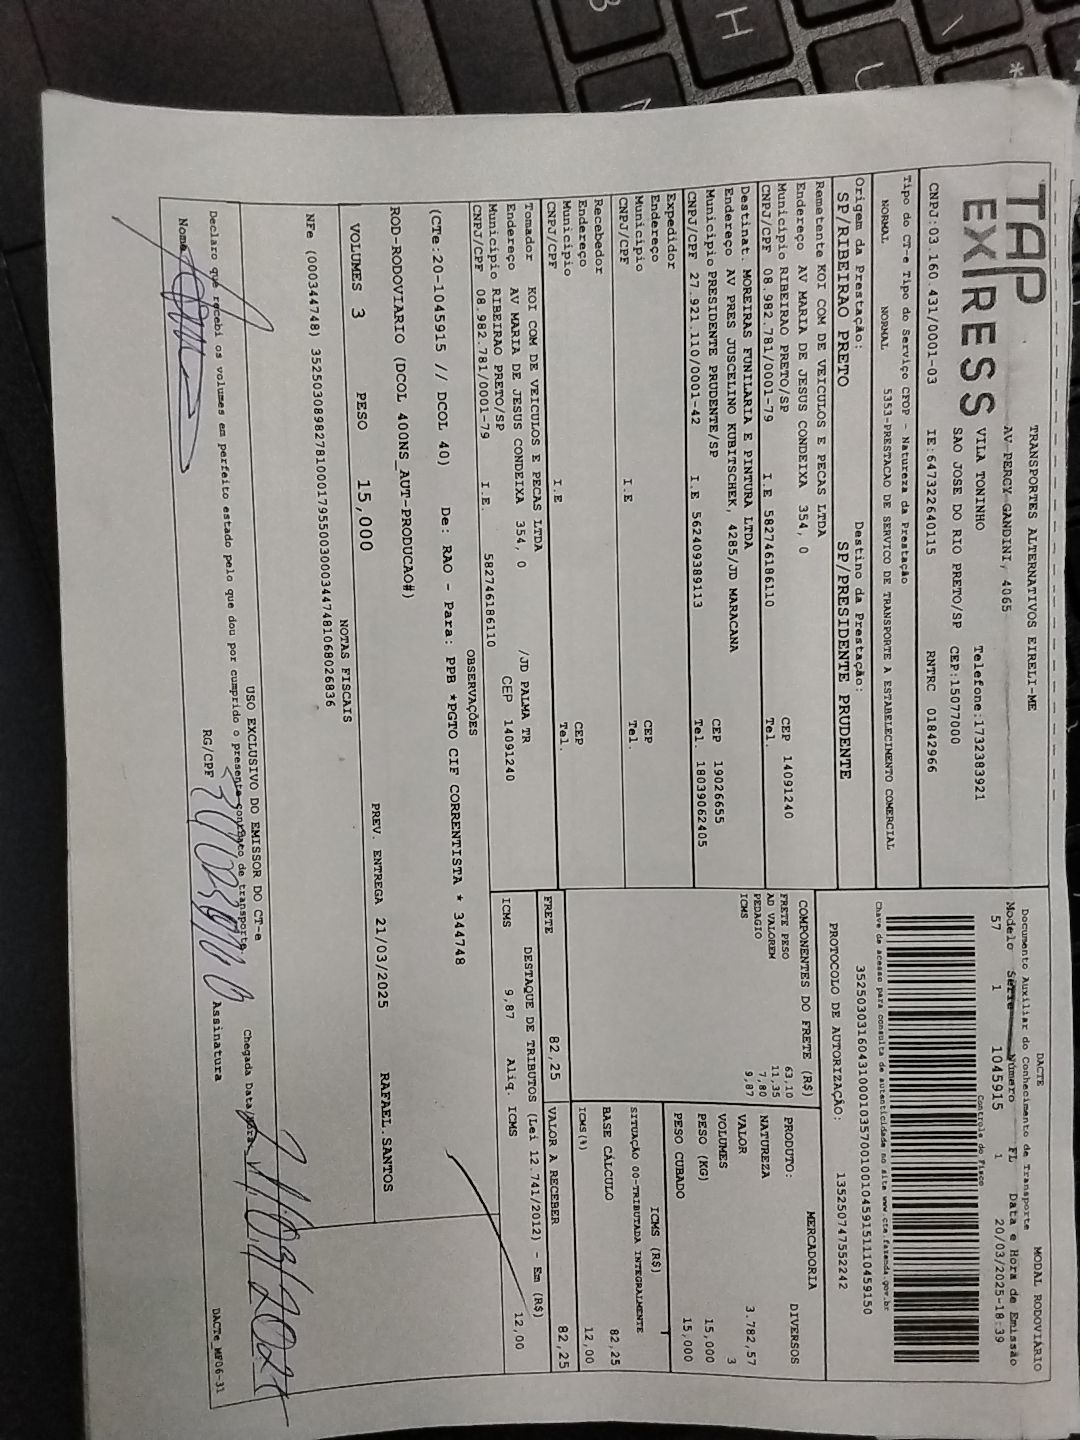 TAP EXPRESS
TRANSPORTES ALTERNATIVOS EIRELI-ME
AV PERCY GANDINI, 4065
VILA TONINHO Telefone:1732383921
SAO JOSE DO RIO PRETO/SP CEP:15077000
CNPJ:03.160.431/0001-03 IE:647322640115 RNTRC 01842966
Tipo do CT-e Tipo do Serviço CFOP - Natureza da Prestação
NORMAL NORMAL 5353-PRESTACAO DE SERVICO DE TRANSPORTE A ESTABELECIMENTO COMERCIAL
Origem da Prestação: Destino da Prestação:
SP/RIBEIRAO PRETO SP/PRESIDENTE PRUDENTE
Remetente KOI COM DE VEICULOS E PECAS LTDA
Endereço AV MARIA DE JESUS CONDEIXA 354, 0
Município RIBEIRAO PRETO/SP CEP 14091240
CNPJ/CPF 08.982.781/0001-79 I.E 582746186110 Tel.
Destinat. MOREIRAS FUNILARIA E PINTURA LTDA
Endereço AV PRES JUSCELINO KUBITSCHEK, 4285/JD MARACANA
Município PRESIDENTE PRUDENTE/SP CEP 19026655
CNPJ/CPF 27.921.110/0001-42 I.E 562409389113 Tel. 18039062405
Expedidor
Endereço
Município CEP
CNPJ/CPF I.E Tel.
Recebedor
Endereço
Município CEP
CNPJ/CPF I.E Tel.
Tomador KOI COM DE VEICULOS E PECAS LTDA
Endereço AV MARIA DE JESUS CONDEIXA 354, 0 /JD PALMA TR
Município RIBEIRAO PRETO/SP CEP 14091240
CNPJ/CPF 08.982.781/0001-79 I.E. 582746186110
DACTE MODAL RODOVIÁRIO
Documento Auxiliar do Conhecimento de Transporte
Modelo Série Número FL Data e Hora de Emissão
57 1 1045915 1 20/03/2025-18:39
Controle do Fisco
Chave de acesso para consulta de autenticidade no site www.cte.fazenda.gov.br
35250303160431000103570010010459151110459150
PROTOCOLO DE AUTORIZAÇÃO: 135250747552242
COMPONENTES DO FRETE (R$)
FRETE PESO 63,10
AD VALOREM 11,35
PEDAGIO 7,80
ICMS 9,87
MERCADORIA
PRODUTO: DIVERSOS
NATUREZA
VALOR 3.782,57
VOLUMES 3
PESO (KG) 15,000
PESO CUBADO 15,000
ICMS (R$)
SITUAÇÃO 00-TRIBUTADA INTEGRALMENTE
BASE CÁLCULO 82,25
ICMS(%) 12,00
FRETE 82,25 VALOR A RECEBER 82,25
DESTAQUE DE TRIBUTOS (Lei 12.741/2012) - Em (R$)
ICMS 9,87 Aliq. ICMS 12,00
OBSERVAÇÕES
(CTe:20-1045915 // DCOL 40) De: RAO - Para: PPB *PGTO CIF CORRENTISTA * 344748
ROD-RODOVIARIO (DCOL 400NS_AUT-PRODUCAO#)
VOLUMES 3 PESO 15,000 PREV. ENTREGA 21/03/2025 RAFAEL.SANTOS
NOTAS FISCAIS
NFe (000344748) 35250308982781000179550030003447481068026836
USO EXCLUSIVO DO EMISSOR DO CT-e
Declaro que recebi os volumes em perfeito estado pelo que dou por cumprido o presente contrato de transporte. Chegada Data/Hora
Nome RG/CPF Assinatura
DACTe_MF06-31